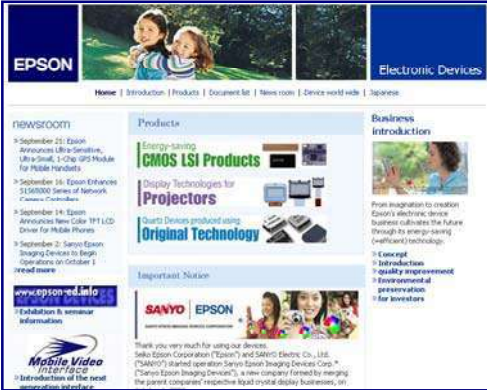 EPSON
Electronic Devices
Home | Introduction | Products | Document list | News room | Device world wide | Japanese
newsroom
September 21: Epson
Announces Ultra-Sensitive,
Ultra-Small, 1-Chip GPS Module
for Mobile Handsets
September 16: Epson Enhances
S1S60000 Series of Network
Camera Controllers
September 14: Epson
Announces New Color TFT LCD
Driver for Mobile Phones
September 2: Sanyo Epson
Imaging Devices to Begin
Operations on October 1
read more
www.epson-ed.info
Exhibition & seminar
information
Mobile Video
Interface
Introduction of the next
generation interface
Products
Energy-saving
CMOS LSI Products
Display Technologies for
Projectors
Quartz Devices produced using
Original Technology
Important Notice
SANYO | EPSON
SANYO EPSON IMAGING DEVICES CORPORATION
Thank you very much for using our devices.
Seiko Epson Corporation ("Epson") and SANYO Electric Co., Ltd.
("SANYO") started operation Sanyo Epson Imaging Devices Corp.*
("Sanyo Epson Imaging Devices"), a new company formed by merging
the parent companies' respective liquid crystal display businesses, on
Business
introduction
From imagination to creation
Epson's electronic device
business cultivates the future
through its energy-saving
(=efficient) technology.
Concept
Introduction
quality improvement
Environmental
preservation
for investors